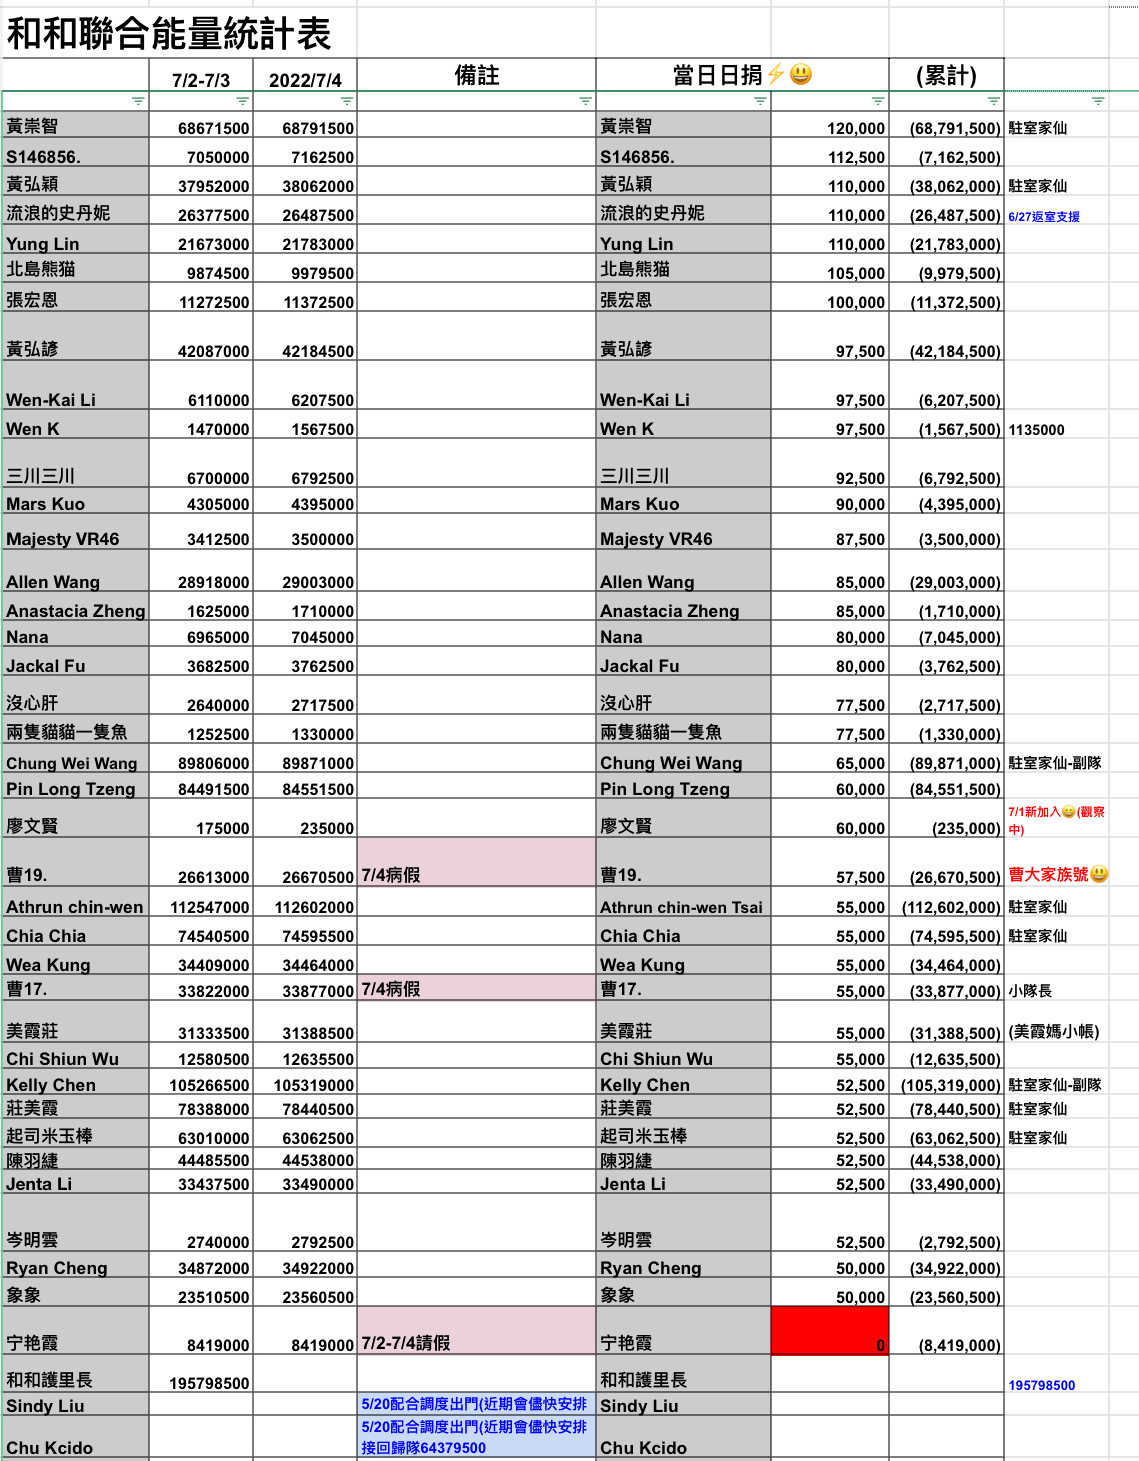 和和聯合能量統計表
7/2-7/3 2022/7/4 備註 當日日捐⚡😃 (累計)
黃崇智 68671500 68791500 黃崇智 120,000 (68,791,500) 駐室家仙
S146856. 7050000 7162500 S146856. 112,500 (7,162,500)
黃弘穎 37952000 38062000 黃弘穎 110,000 (38,062,000) 駐室家仙
流浪的史丹妮 26377500 26487500 流浪的史丹妮 110,000 (26,487,500) 6/27返室支援
Yung Lin 21673000 21783000 Yung Lin 110,000 (21,783,000)
北島熊猫 9874500 9979500 北島熊猫 105,000 (9,979,500)
張宏恩 11272500 11372500 張宏恩 100,000 (11,372,500)
黃弘諺 42087000 42184500 黃弘諺 97,500 (42,184,500)
Wen-Kai Li 6110000 6207500 Wen-Kai Li 97,500 (6,207,500)
Wen K 1470000 1567500 Wen K 97,500 (1,567,500) 1135000
三川三川 6700000 6792500 三川三川 92,500 (6,792,500)
Mars Kuo 4305000 4395000 Mars Kuo 90,000 (4,395,000)
Majesty VR46 3412500 3500000 Majesty VR46 87,500 (3,500,000)
Allen Wang 28918000 29003000 Allen Wang 85,000 (29,003,000)
Anastacia Zheng 1625000 1710000 Anastacia Zheng 85,000 (1,710,000)
Nana 6965000 7045000 Nana 80,000 (7,045,000)
Jackal Fu 3682500 3762500 Jackal Fu 80,000 (3,762,500)
沒心肝 2640000 2717500 沒心肝 77,500 (2,717,500)
兩隻貓貓一隻魚 1252500 1330000 兩隻貓貓一隻魚 77,500 (1,330,000)
Chung Wei Wang 89806000 89871000 Chung Wei Wang 65,000 (89,871,000) 駐室家仙-副隊
Pin Long Tzeng 84491500 84551500 Pin Long Tzeng 60,000 (84,551,500)
廖文賢 175000 235000 廖文賢 60,000 (235,000) 7/1新加入😄(觀察
中)
曹19. 26613000 26670500 7/4病假 曹19. 57,500 (26,670,500) 曹大家族號😃
Athrun chin-wen 112547000 112602000 Athrun chin-wen Tsai 55,000 (112,602,000) 駐室家仙
Chia Chia 74540500 74595500 Chia Chia 55,000 (74,595,500) 駐室家仙
Wea Kung 34409000 34464000 Wea Kung 55,000 (34,464,000)
曹17. 33822000 33877000 7/4病假 曹17. 55,000 (33,877,000) 小隊長
美霞莊 31333500 31388500 美霞莊 55,000 (31,388,500) (美霞媽小帳)
Chi Shiun Wu 12580500 12635500 Chi Shiun Wu 55,000 (12,635,500)
Kelly Chen 105266500 105319000 Kelly Chen 52,500 (105,319,000) 駐室家仙-副隊
莊美霞 78388000 78440500 莊美霞 52,500 (78,440,500) 駐室家仙
起司米玉棒 63010000 63062500 起司米玉棒 52,500 (63,062,500) 駐室家仙
陳羽緁 44485500 44538000 陳羽緁 52,500 (44,538,000)
Jenta Li 33437500 33490000 Jenta Li 52,500 (33,490,000)
岑明雲 2740000 2792500 岑明雲 52,500 (2,792,500)
Ryan Cheng 34872000 34922000 Ryan Cheng 50,000 (34,922,000)
象象 23510500 23560500 象象 50,000 (23,560,500)
宁艳霞 8419000 8419000 7/2-7/4請假 宁艳霞 0 (8,419,000)
和和護里長 195798500 和和護里長 195798500
Sindy Liu 5/20配合調度出門(近期會儘快安排 Sindy Liu
5/20配合調度出門(近期會儘快安排
Chu Kcido 接回歸隊64379500 Chu Kcido